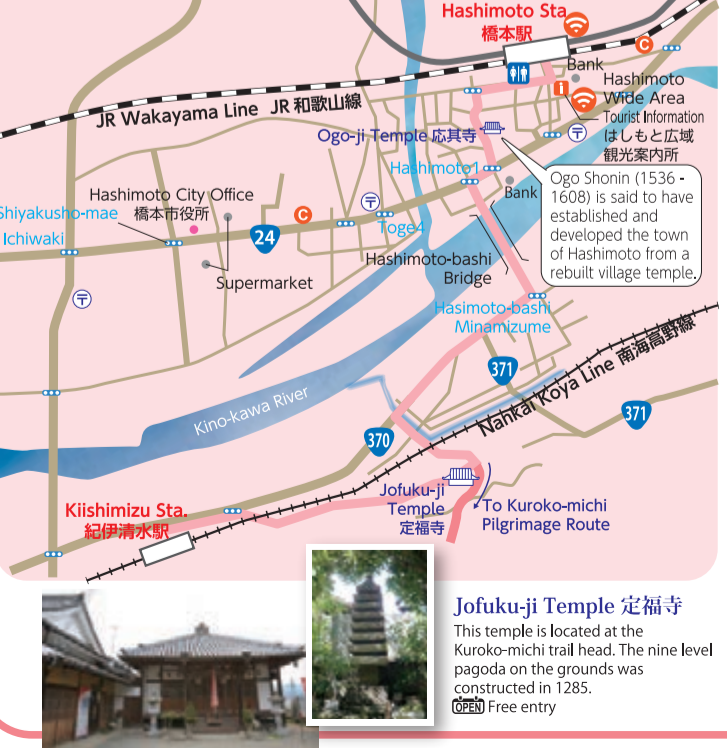 Hashimoto Sta.
橋本駅
C
Bank
i
Hashimoto
Wide Area
Tourist Information
はしもと広域
観光案内所
JR Wakayama Line JR 和歌山線
Ogo-ji Temple 応其寺
〒
Hashimoto1
Bank
Ogo Shonin (1536 -
1608) is said to have
established and
developed the town
of Hashimoto from a
rebuilt village temple.
Shiyakusho-mae
Ichiwaki
Hashimoto City Office
橋本市役所
〒
C
Toge4
24
Supermarket
Hashimoto-bashi
Bridge
〒
Hasimoto-bashi
Minamizume
371
Nankai Koya Line 南海高野線
371
Kino-kawa River
370
Jofuku-ji
Temple
定福寺
To Kuroko-michi
Pilgrimage Route
Kiishimizu Sta.
紀伊清水駅
Jofuku-ji Temple 定福寺
This temple is located at the
Kuroko-michi trail head. The nine level
pagoda on the grounds was
constructed in 1285.
OPEN Free entry